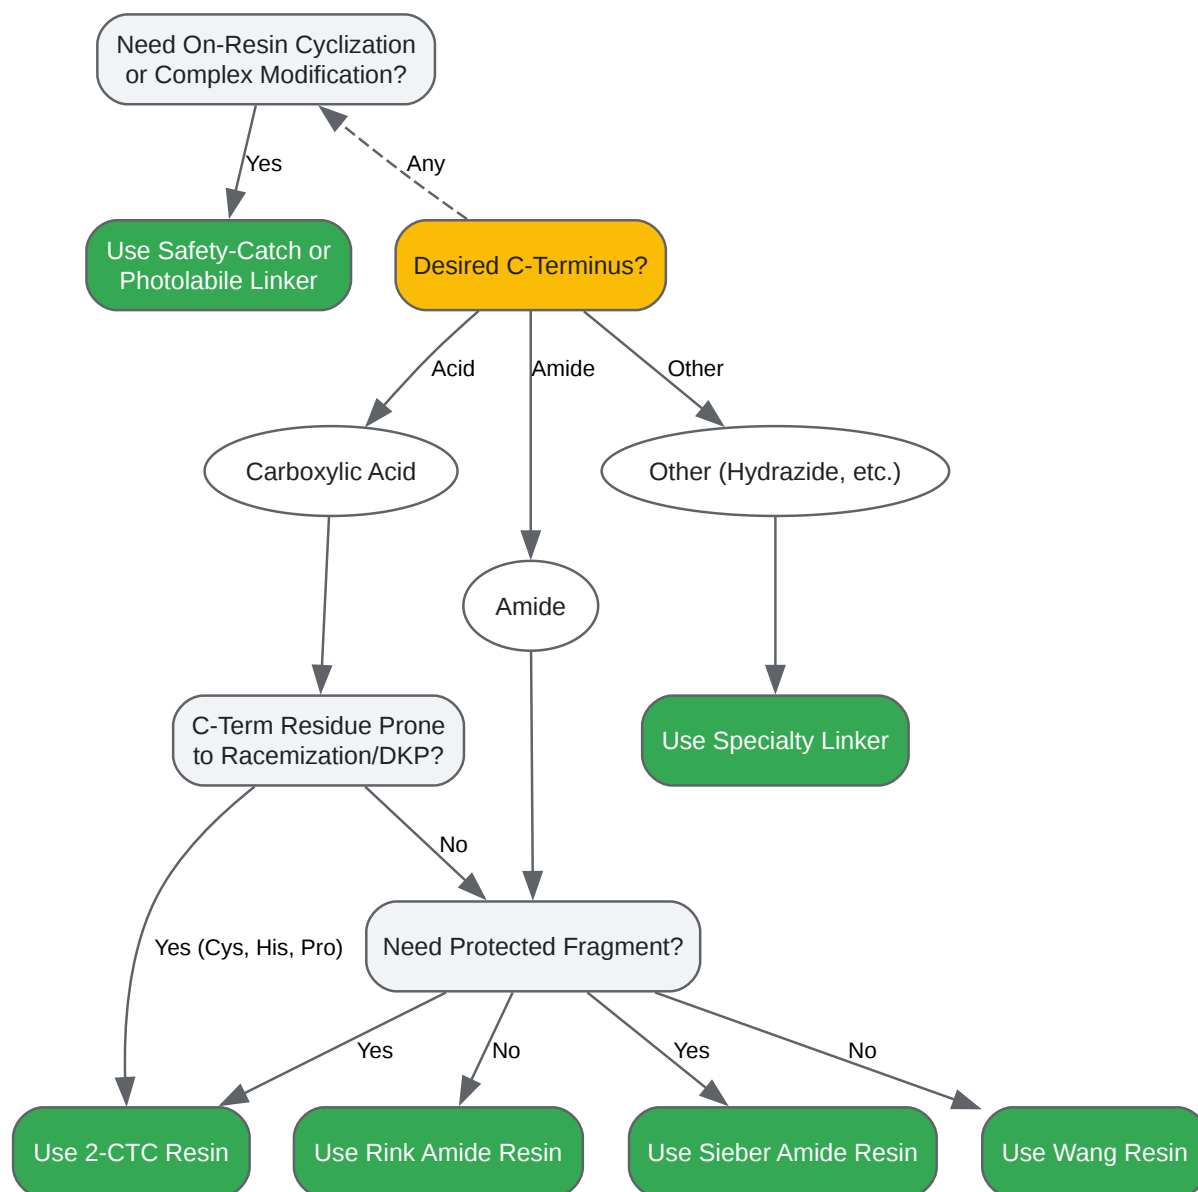 Need On-Resin Cyclization
or Complex Modification?
Yes
Any
Use Safety-Catch or
Photolabile Linker
Desired C-Terminus?
Acid
Amide
Other
Carboxylic Acid
Other (Hydrazide, etc.)
Amide
C-Term Residue Prone
to Racemization/DKP?
Use Specialty Linker
No
Yes (Cys, His, Pro)
Need Protected Fragment?
Yes
No
Yes
No
Use 2-CTC Resin
Use Rink Amide Resin
Use Sieber Amide Resin
Use Wang Resin